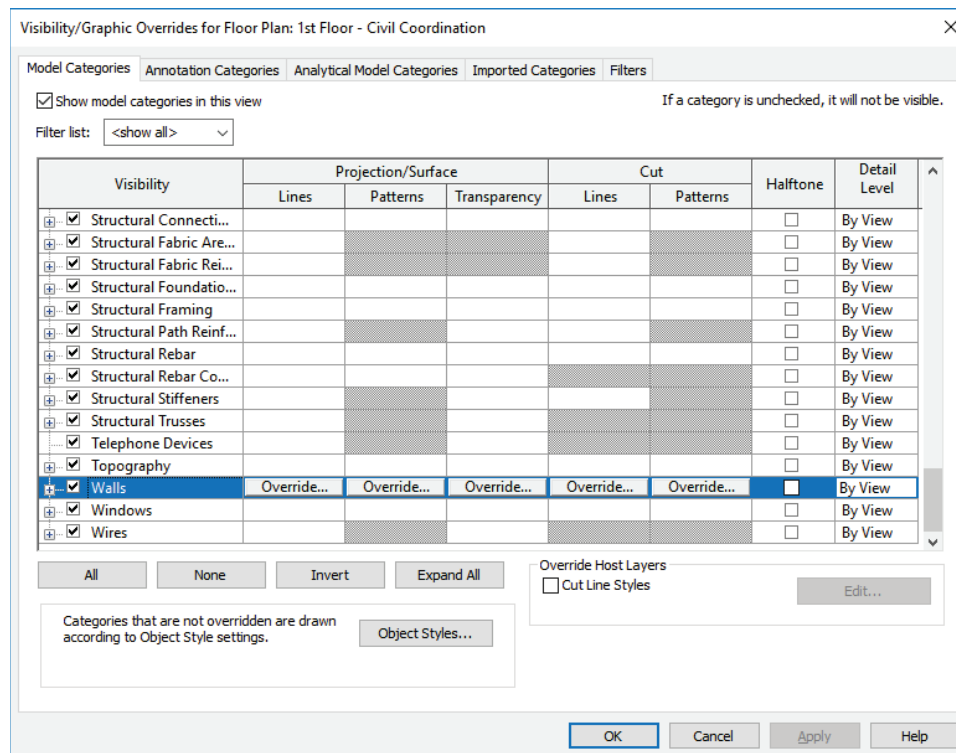 Visibility/Graphic Overrides for Floor Plan: 1st Floor - Civil Coordination
Model Categories Annotation Categories Analytical Model Categories Imported Categories Filters
Show model categories in this view If a category is unchecked, it will not be visible.
Filter list: <show all>
Visibility Projection/Surface Cut Halftone Detail Level
Lines Patterns Transparency Lines Patterns
Structural Connecti... By View
Structural Fabric Are... By View
Structural Fabric Rei... By View
Structural Foundatio... By View
Structural Framing By View
Structural Path Reinf... By View
Structural Rebar By View
Structural Rebar Co... By View
Structural Stiffeners By View
Structural Trusses By View
Telephone Devices By View
Topography By View
Walls Override... Override... Override... Override... Override... By View
Windows By View
Wires By View
All None Invert Expand All
Override Host Layers
Cut Line Styles Edit...
Categories that are not overridden are drawn
according to Object Style settings.
Object Styles...
OK Cancel Apply Help